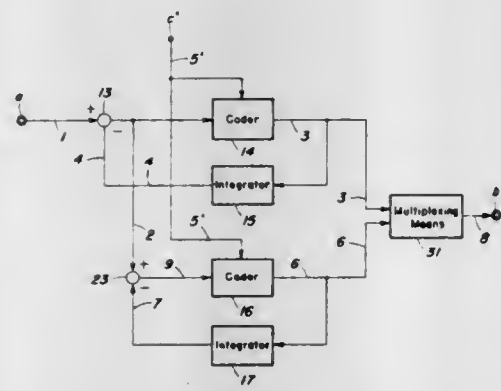 c'
5'
a
+
13
-
1
Coder
3
14
4
4
Integrator
15
3
b
2
5'
6
Multiplexing
Means
8
31
+
23
-
9
Coder
6
16
7
Integrator
17